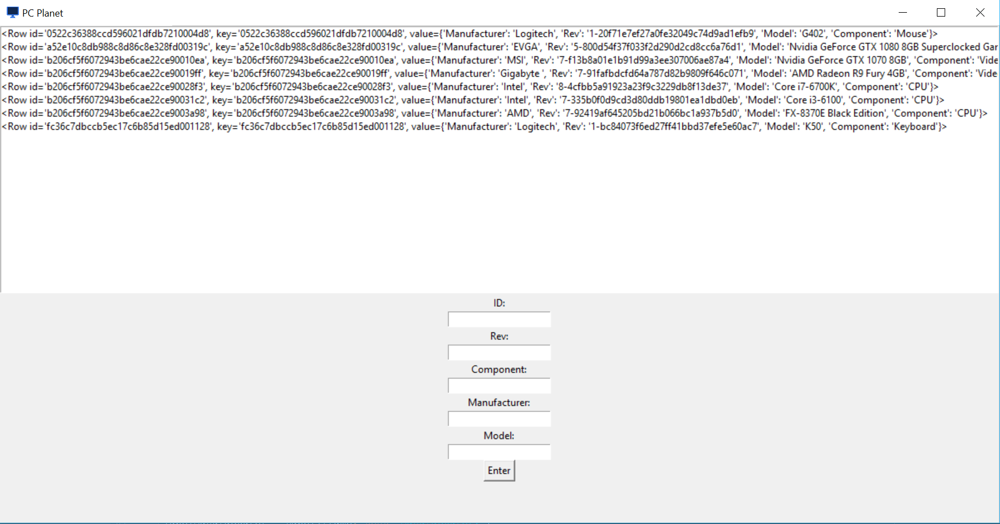 PC Planet
<Row id='0522c36388ccd596021dfdb7210004d8', key='0522c36388ccd596021dfdb7210004d8', value={'Manufacturer': 'Logitech', 'Rev': '1-20f71e7ef27a0fe32049c74d9ad1efb9', 'Model': 'G402', 'Component': 'Mouse'}>
<Row id='a52e10c8db988c8d86c8e328fd00319c', key='a52e10c8db988c8d86c8e328fd00319c', value={'Manufacturer': 'EVGA', 'Rev': '5-800d54f37f033f2d290d2cd8cc6a76d1', 'Model': 'Nvidia GeForce GTX 1080 8GB Superclocked Gar
<Row id='b206cf5f6072943be6cae22ce90010ea', key='b206cf5f6072943be6cae22ce90010ea', value={'Manufacturer': 'MSI', 'Rev': '7-f13b8a01e1b91d99a3ee307006ae87a4', 'Model': 'Nvidia GeForce GTX 1070 8GB', 'Component': 'Vide
<Row id='b206cf5f6072943be6cae22ce90019ff', key='b206cf5f6072943be6cae22ce90019ff', value={'Manufacturer': 'Gigabyte ', 'Rev': '7-91fafbdcfd64a787d82b9809f646c071', 'Model': 'AMD Radeon R9 Fury 4GB', 'Component': 'Vide
<Row id='b206cf5f6072943be6cae22ce90028f3', key='b206cf5f6072943be6cae22ce90028f3', value={'Manufacturer': 'Intel', 'Rev': '8-4cfbb5a91923a23f9c3229db8f13de37', 'Model': 'Core i7-6700K', 'Component': 'CPU'}>
<Row id='b206cf5f6072943be6cae22ce90031c2', key='b206cf5f6072943be6cae22ce90031c2', value={'Manufacturer': 'Intel', 'Rev': '7-335b0f0d9cd3d80ddb19801ea1dbd0eb', 'Model': 'Core i3-6100', 'Component': 'CPU'}>
<Row id='b206cf5f6072943be6cae22ce9003a98', key='b206cf5f6072943be6cae22ce9003a98', value={'Manufacturer': 'AMD', 'Rev': '7-92419af645205bd21b066bc1a937b5d0', 'Model': 'FX-8370E Black Edition', 'Component': 'CPU'}>
<Row id='fc36c7dbccb5ec17c6b85d15ed001128', key='fc36c7dbccb5ec17c6b85d15ed001128', value={'Manufacturer': 'Logitech', 'Rev': '1-bc84073f6ed27ff41bbd37efe5e60ac7', 'Model': 'K50', 'Component': 'Keyboard'}>
ID:
Rev:
Component:
Manufacturer:
Model:
Enter